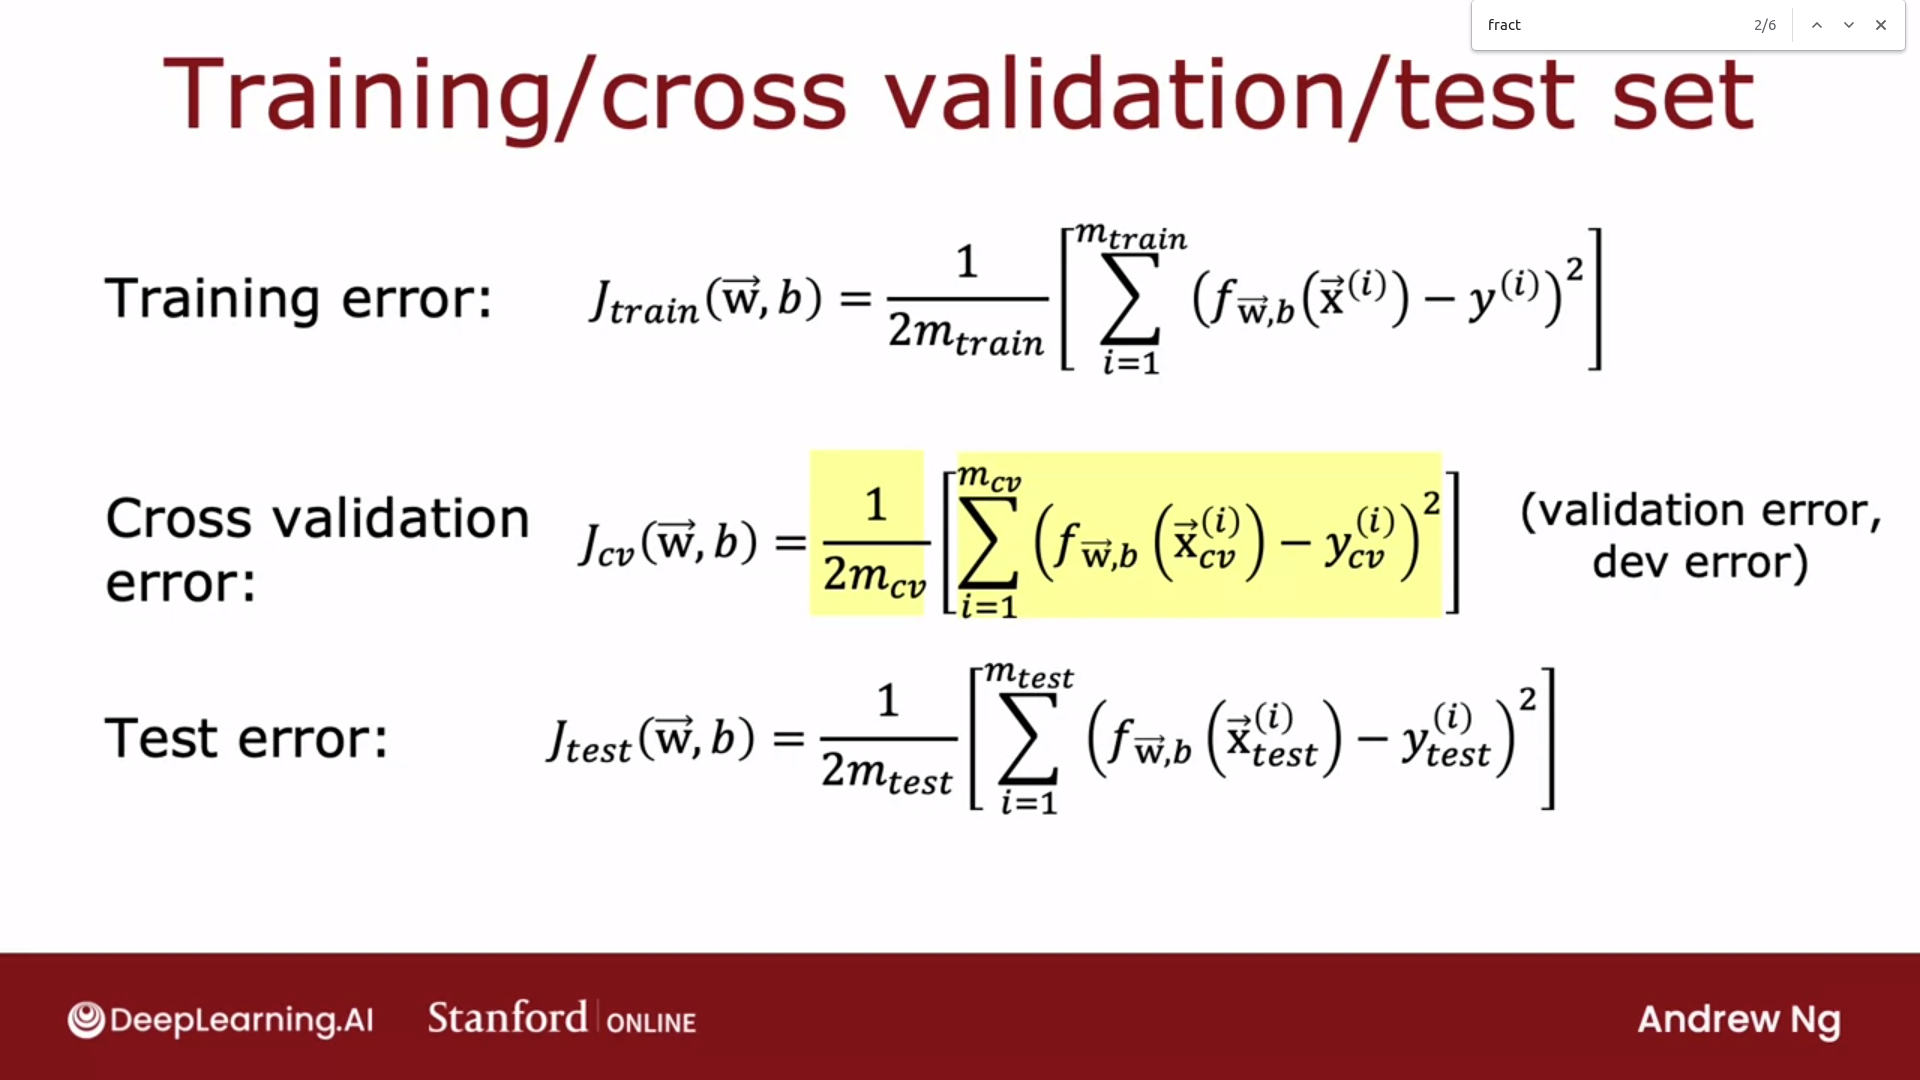 fract 2/6
Training/cross validation/test set
Training error: $J_{train}(\vec{w}, b) = \frac{1}{2m_{train}} \left[ \sum_{i=1}^{m_{train}} \left( f_{\vec{w},b}(\vec{x}^{(i)}) - y^{(i)} \right)^2 \right]$
Cross validation error: $J_{cv}(\vec{w}, b) = \frac{1}{2m_{cv}} \left[ \sum_{i=1}^{m_{cv}} \left( f_{\vec{w},b}\left(\vec{x}_{cv}^{(i)}\right) - y_{cv}^{(i)} \right)^2 \right]$ (validation error, dev error)
Test error: $J_{test}(\vec{w}, b) = \frac{1}{2m_{test}} \left[ \sum_{i=1}^{m_{test}} \left( f_{\vec{w},b}\left(\vec{x}_{test}^{(i)}\right) - y_{test}^{(i)} \right)^2 \right]$
DeepLearning.AI Stanford ONLINE Andrew Ng